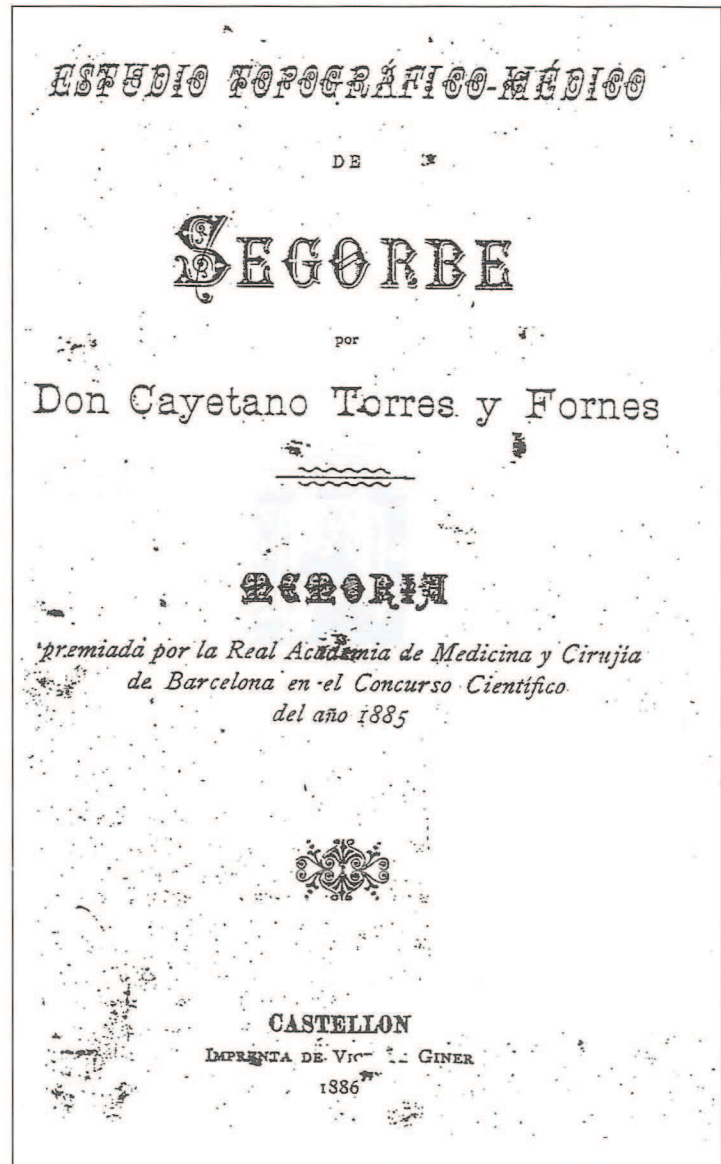 ESTUDIO TOPOGRÁFICO-MÉDICO
DE
SEGORBE
por
Don Cayetano Torres y Fornes
MEMORIA
premiada por la Real Academia de Medicina y Cirujía
de Barcelona en el Concurso Científico
del año 1885
CASTELLON
IMPRENTA DE GINER
1886